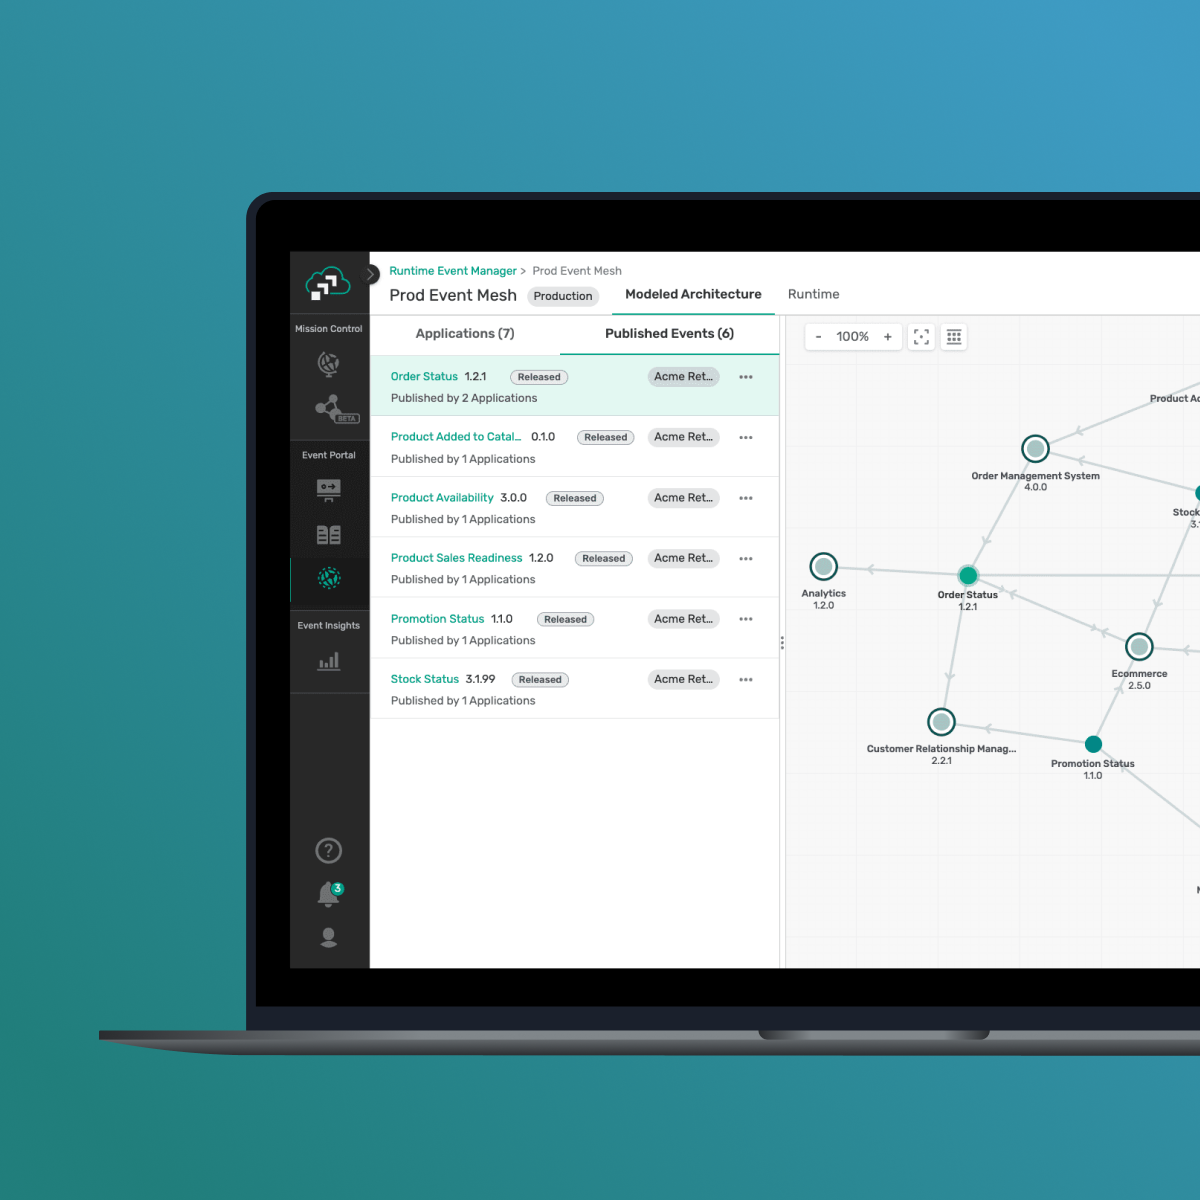 Runtime Event Manager > Prod Event Mesh
Prod Event Mesh Production Modeled Architecture Runtime
Mission Control
BETA
Event Portal
Event Insights
?
3
Applications (7) Published Events (6)
Order Status 1.2.1 Released Acme Ret...
Published by 2 Applications
Product Added to Catal... 0.1.0 Released Acme Ret...
Published by 1 Applications
Product Availability 3.0.0 Released Acme Ret...
Published by 1 Applications
Product Sales Readiness 1.2.0 Released Acme Ret...
Published by 1 Applications
Promotion Status 1.1.0 Released Acme Ret...
Published by 1 Applications
Stock Status 3.1.99 Released Acme Ret...
Published by 1 Applications
- 100% +
Product Ad
Order Management System
4.0.0
Stock
3.1
Analytics
1.2.0
Order Status
1.2.1
Ecommerce
2.5.0
Customer Relationship Manag...
2.2.1
Promotion Status
1.1.0